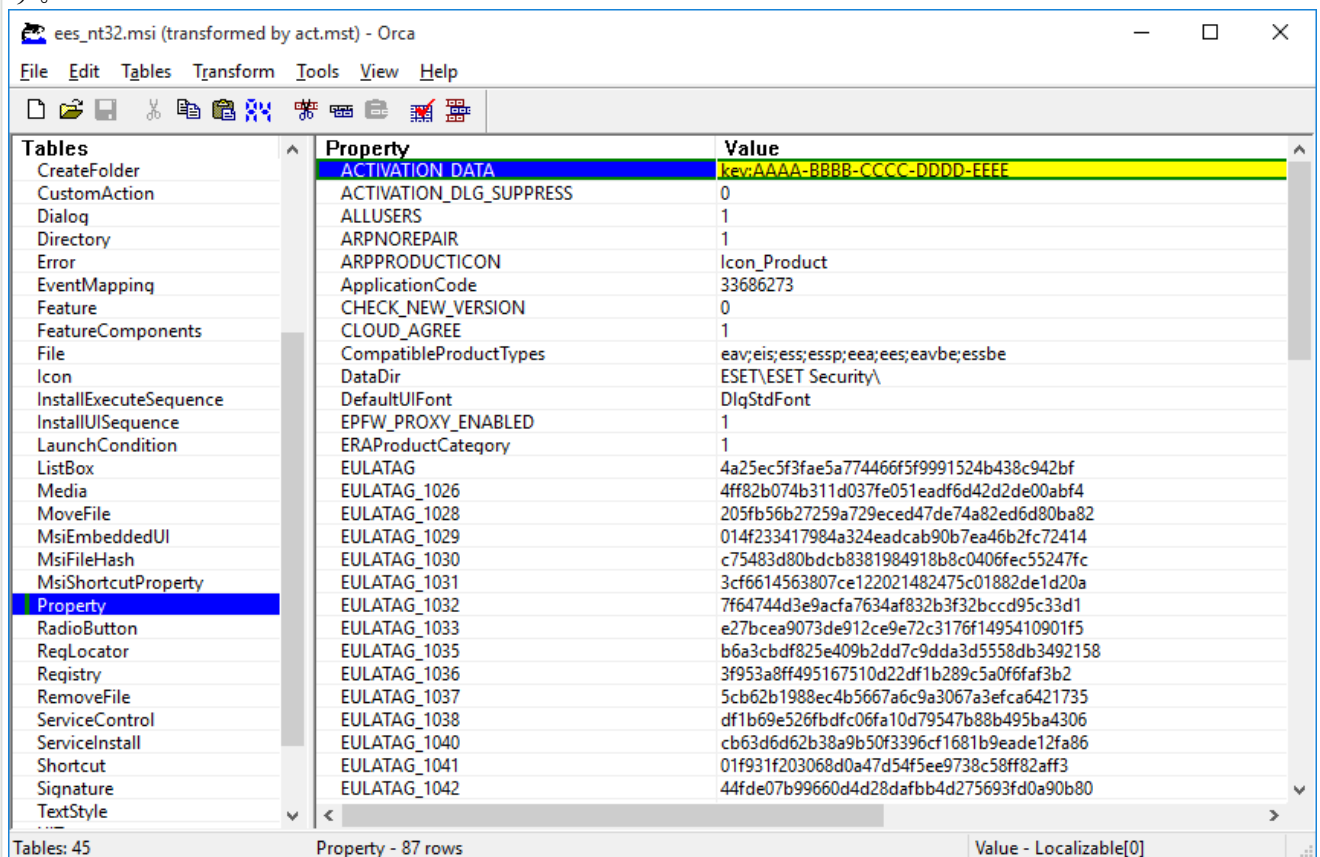 す。
ees_nt32.msi (transformed by act.mst) - Orca
File Edit Tables Transform Tools View Help
Tables
CreateFolder
CustomAction
Dialog
Directory
Error
EventMapping
Feature
FeatureComponents
File
Icon
InstallExecuteSequence
InstallUISequence
LaunchCondition
ListBox
Media
MoveFile
MsiEmbeddedUI
MsiFileHash
MsiShortcutProperty
Property
RadioButton
RegLocator
Registry
RemoveFile
ServiceControl
ServiceInstall
Shortcut
Signature
TextStyle
Property Value
ACTIVATION_DATA key:AAAA-BBBB-CCCC-DDDD-EEEE
ACTIVATION_DLG_SUPPRESS 0
ALLUSERS 1
ARPNOREPAIR 1
ARPPRODUCTICON Icon_Product
ApplicationCode 33686273
CHECK_NEW_VERSION 0
CLOUD_AGREE 1
CompatibleProductTypes eav;eis;ess;essp;eea;ees;eavbe;essbe
DataDir ESET\ESET Security\
DefaultUIFont DlgStdFont
EPFW_PROXY_ENABLED 1
ERAProductCategory 1
EULATAG 4a25ec5f3fae5a774466f5f9991524b438c942bf
EULATAG_1026 4ff82b074b311d037fe051eadf6d42d2de00abf4
EULATAG_1028 205fb56b27259a729eced47de74a82ed6d80ba82
EULATAG_1029 014f233417984a324eadcab90b7ea46b2fc72414
EULATAG_1030 c75483d80bdcb8381984918b8c0406fec55247fc
EULATAG_1031 3cf6614563807ce122021482475c01882de1d20a
EULATAG_1032 7f64744d3e9acfa7634af832b3f32bccd95c33d1
EULATAG_1033 e27bcea9073de912ce9e72c3176f1495410901f5
EULATAG_1035 b6a3cbdf825e409b2dd7c9dda3d5558db3492158
EULATAG_1036 3f953a8ff495167510d22df1b289c5a0f6faf3b2
EULATAG_1037 5cb62b1988ec4b5667a6c9a3067a3efca6421735
EULATAG_1038 df1b69e526fbdfc06fa10d79547b88b495ba4306
EULATAG_1040 cb63d6d62b38a9b50f3396cf1681b9eade12fa86
EULATAG_1041 01f931f203068d0a47d54f5ee9738c58ff82aff3
EULATAG_1042 44fde07b99660d4d28dafbb4d275693fd0a90b80
Tables: 45 Property - 87 rows Value - Localizable[0]